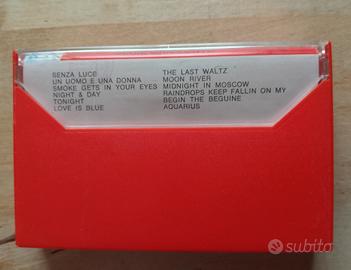 SENZA LUCE
UN UOMO E UNA DONNA
SMOKE GETS IN YOUR EYES
NIGHT & DAY
TONIGHT
LOVE IS BLUE
THE LAST WALTZ
MOON RIVER
MIDNIGHT IN MOSCOW
RAINDROPS KEEP FALLIN ON MY
BEGIN THE BEGUINE
AQUARIUS
subito